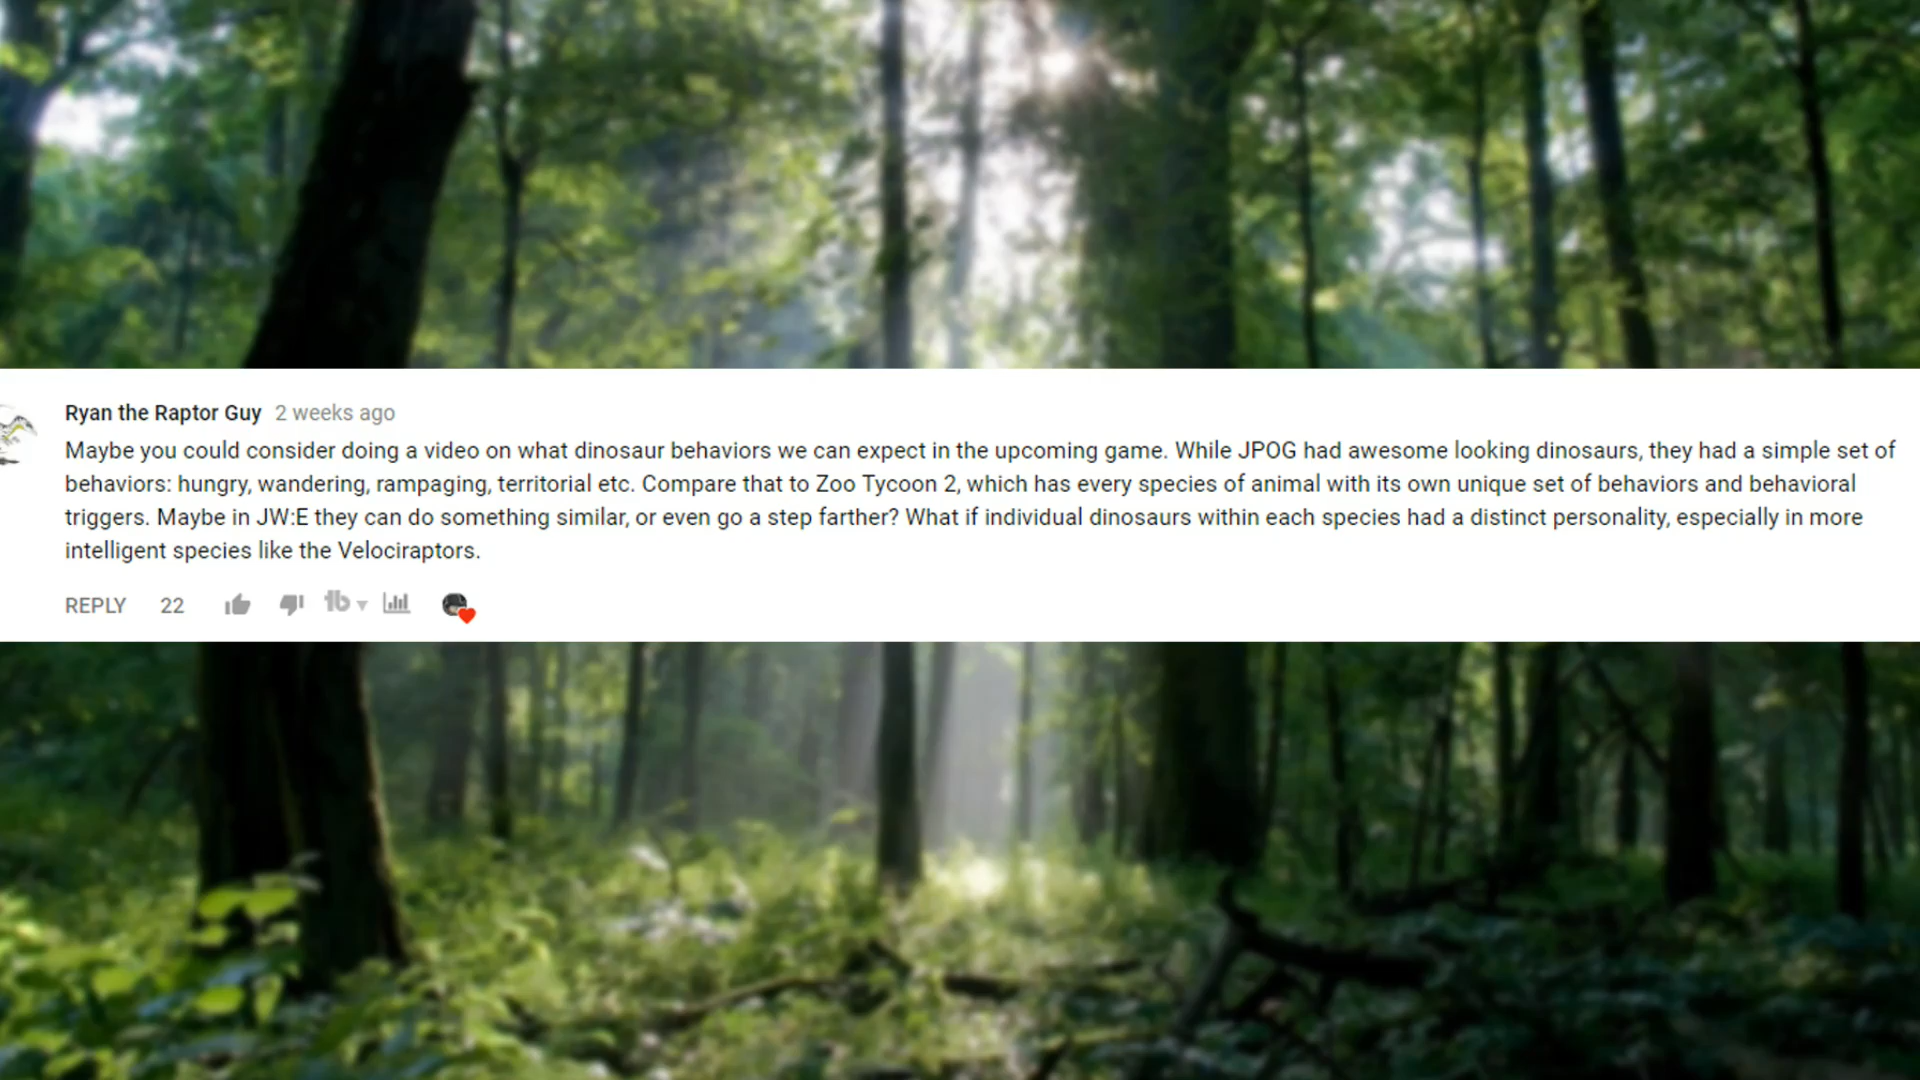 Ryan the Raptor Guy 2 weeks ago
Maybe you could consider doing a video on what dinosaur behaviors we can expect in the upcoming game. While JPOG had awesome looking dinosaurs, they had a simple set of
behaviors: hungry, wandering, rampaging, territorial etc. Compare that to Zoo Tycoon 2, which has every species of animal with its own unique set of behaviors and behavioral
triggers. Maybe in JW:E they can do something similar, or even go a step farther? What if individual dinosaurs within each species had a distinct personality, especially in more
intelligent species like the Velociraptors.
REPLY 22 tb